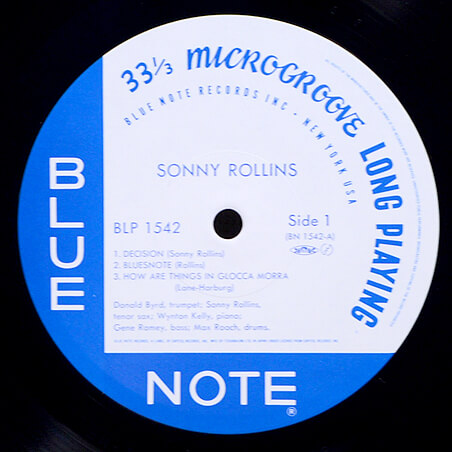 33⅓ MICROGROOVE LONG PLAYING
BLUE NOTE RECORDS INC • NEW YORK USA
SONNY ROLLINS
BLP 1542
Side 1
(BN 1542-A)
1. DECISION (Sonny Rollins)
2. BLUESNOTE (Rollins)
3. HOW ARE THINGS IN GLOCCA MORRA
(Lane-Harburg)
Donald Byrd, trumpet; Sonny Rollins,
tenor sax; Wynton Kelly, piano;
Gene Ramey, bass; Max Roach, drums.
BLUE
NOTE®